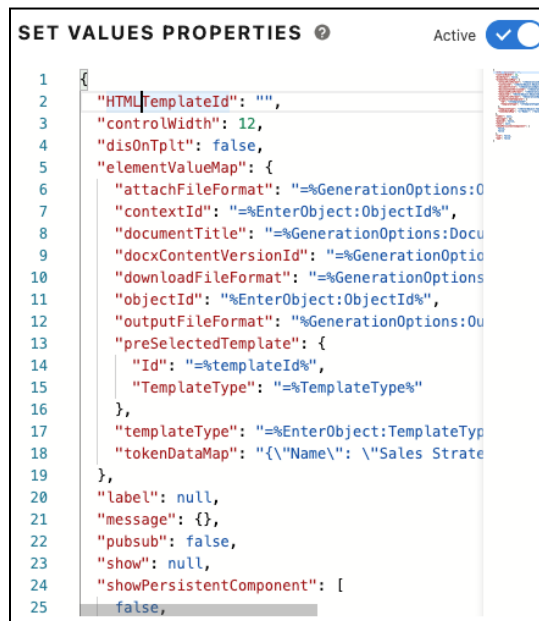 SET VALUES PROPERTIES ? Active
1 {
2 "HTMLTemplateId": "",
3 "controlWidth": 12,
4 "disOnTplt": false,
5 "elementValueMap": {
6 "attachFileFormat": "=%GenerationOptions:O
7 "contextId": "=%EnterObject:ObjectId%",
8 "documentTitle": "=%GenerationOptions:Docu
9 "docxContentVersionId": "=%GenerationOptio
10 "downloadFileFormat": "=%GenerationOptions
11 "objectId": "%EnterObject:ObjectId%",
12 "outputFileFormat": "%GenerationOptions:Ou
13 "preSelectedTemplate": {
14 "Id": "=%templateId%",
15 "TemplateType": "=%TemplateType%"
16 },
17 "templateType": "=%EnterObject:TemplateTyp
18 "tokenDataMap": "{\"Name\": \"Sales Strate
19 },
20 "label": null,
21 "message": {},
22 "pubsub": false,
23 "show": null,
24 "showPersistentComponent": [
25 false,